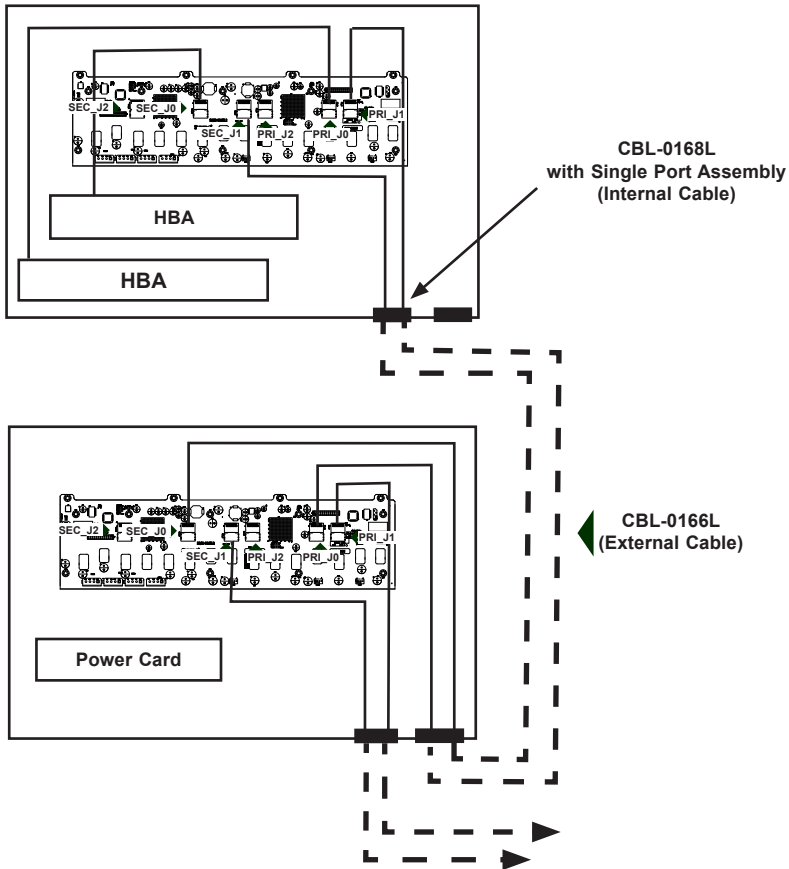 SEC_J2
SEC_J0
SEC_J1
PRI_J2
PRI_J0
PRI_J1
HBA
HBA
CBL-0168L
with Single Port Assembly
(Internal Cable)
SEC_J2
SEC_J0
SEC_J1
PRI_J2
PRI_J0
PRI_J1
CBL-0166L
(External Cable)
Power Card